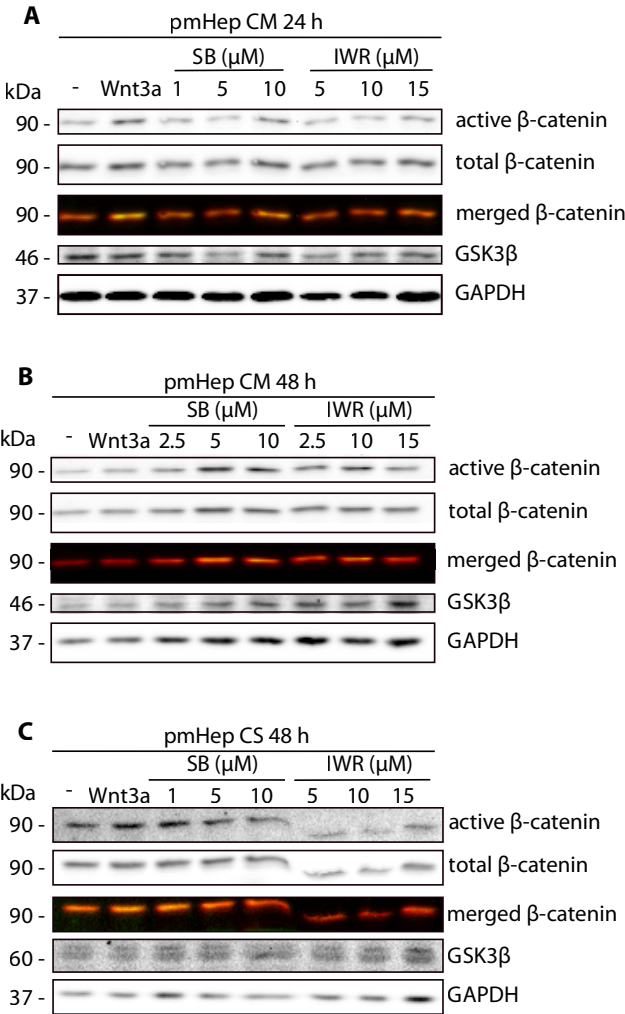 A
pmHep CM 24 h
SB (µM) IWR (µM)
kDa - Wnt3a 1 5 10 5 10 15
90 - active β-catenin
90 - total β-catenin
90 - merged β-catenin
46 - GSK3β
37 - GAPDH
B
pmHep CM 48 h
SB (µM) IWR (µM)
kDa - Wnt3a 2.5 5 10 2.5 10 15
90 - active β-catenin
90 - total β-catenin
90 - merged β-catenin
46 - GSK3β
37 - GAPDH
C
pmHep CS 48 h
SB (µM) IWR (µM)
kDa - Wnt3a 1 5 10 5 10 15
90 - active β-catenin
90 - total β-catenin
90 - merged β-catenin
60 - GSK3β
37 - GAPDH